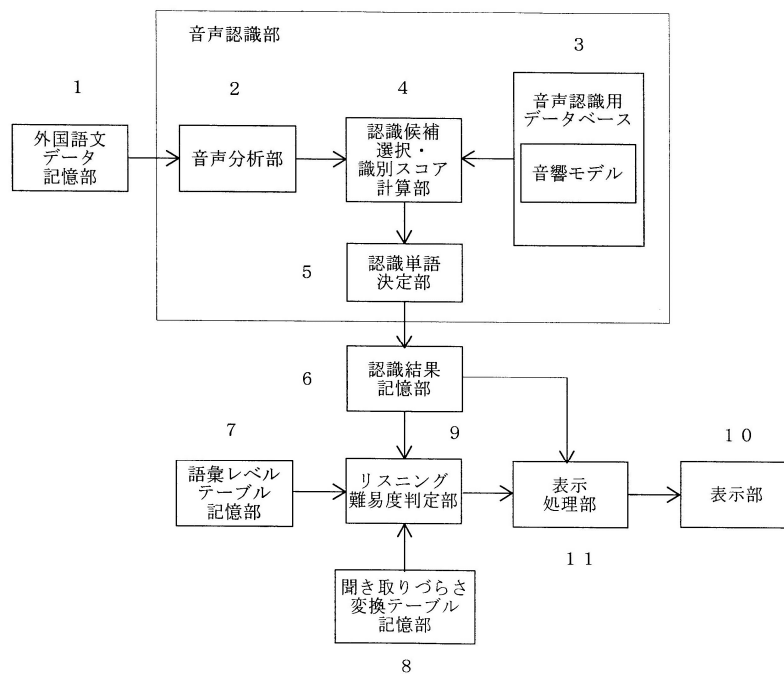 音声認識部
1
2
4
3
外国語文
データ
記憶部
音声分析部
認識候補
選択・
識別スコア
計算部
音声認識用
データベース
音響モデル
5
認識単語
決定部
6
認識結果
記憶部
7
9
10
語彙レベル
テーブル
記憶部
リスニング
難易度判定部
表示
処理部
表示部
11
聞き取りづらさ
変換テーブル
記憶部
8